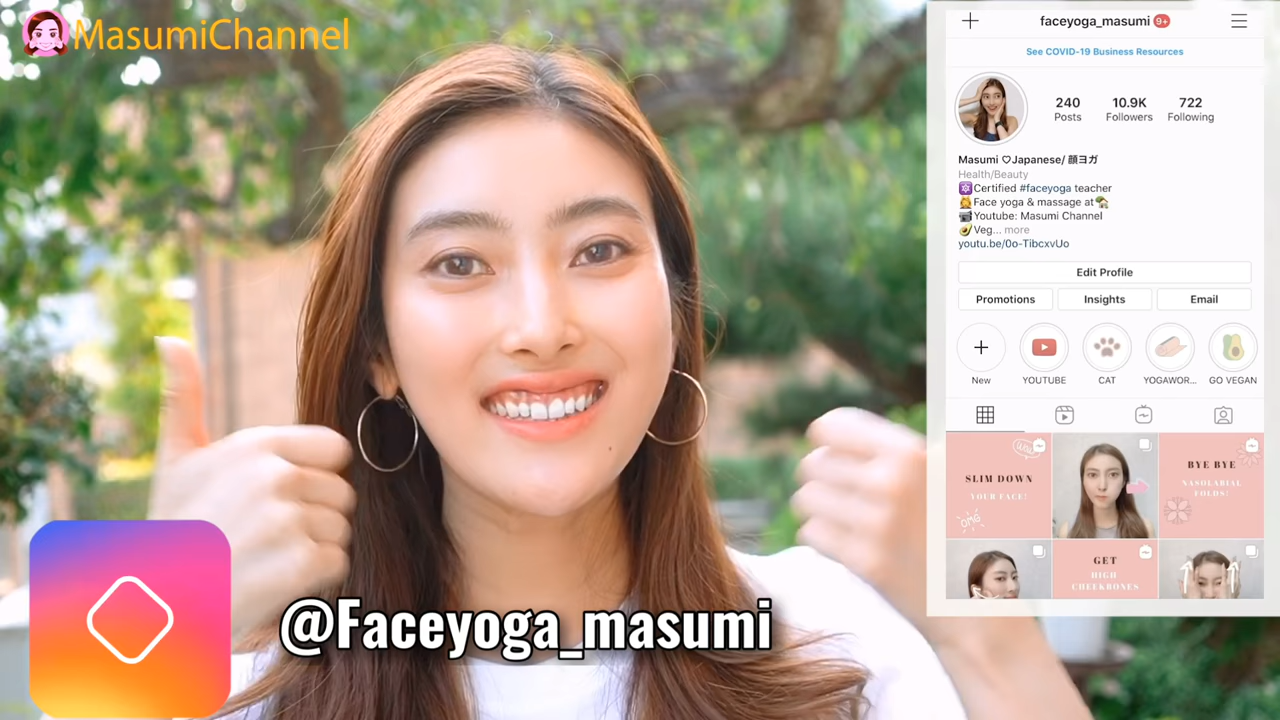 MasumiChannel
faceyoga_masumi 9+
See COVID-19 Business Resources
240 10.9K 722
Posts Followers Following
Masumi ♡Japanese/ 顔ヨガ
Health/Beauty
Certified #faceyoga teacher
Face yoga & massage at
Youtube: Masumi Channel
Veg... more
youtu.be/0o-TibcxvUo
Edit Profile
Promotions Insights Email
New YOUTUBE CAT YOGAWOR... GO VEGAN
SLIM DOWN
YOUR FACE!
OMG
BYE BYE
NASOLABIAL
FOLDS!
GET
HIGH
CHEEKBONES
@Faceyoga_masumi